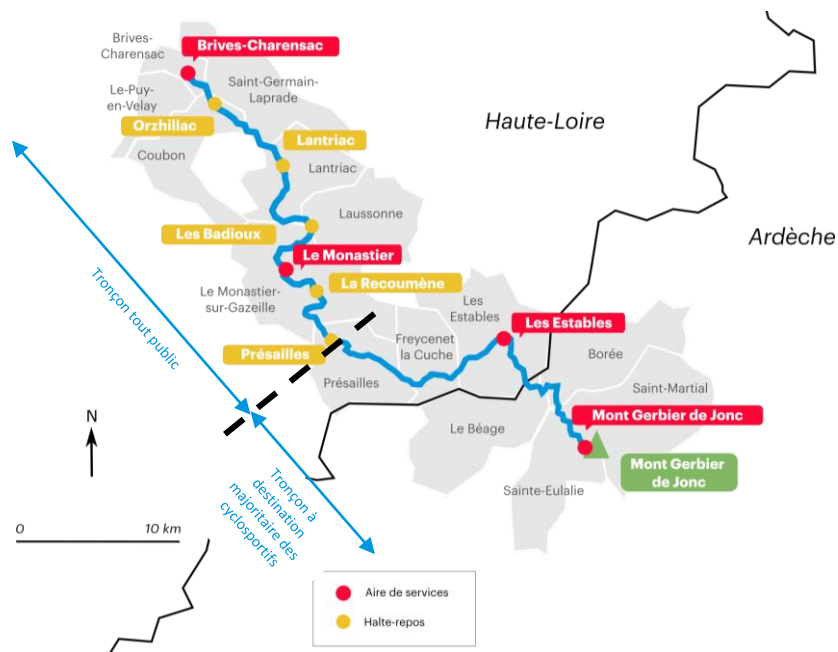 Brives-
Charensac
Brives-Charensac
Saint-Germain-
Laprade
Le-Puy-
en-Velay
Orzhillac
Coubon
Lantriac
Lantriac
Haute-Loire
Ardèche
Laussonne
Les Badioux
Le Monastier
Le Monastier-
sur-Gazeille
La Recoumène
Les
Estables
Les Estables
Freycenet
la Cuche
Présailles
Présailles
Borée
Saint-Martial
Mont Gerbier de Jonc
Mont Gerbier
de Jonc
Le Béage
Sainte-Eulalie
Tronçon tout public
Tronçon à
destination
majoritaire des
cyclosportifs
N
0 10 km
Aire de services
Halte-repos